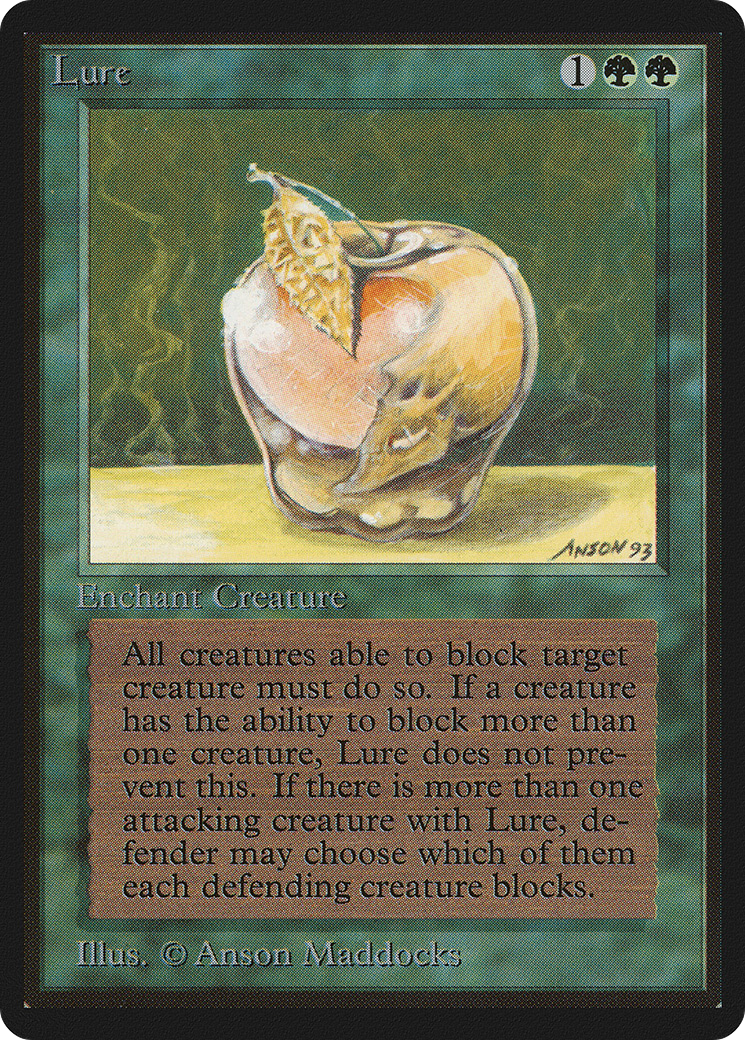 Lure 1
ANSON 93
Enchant Creature
All creatures able to block target
creature must do so. If a creature
has the ability to block more than
one creature, Lure does not pre-
vent this. If there is more than one
attacking creature with Lure, de-
fender may choose which of them
each defending creature blocks.
Illus. © Anson Maddocks